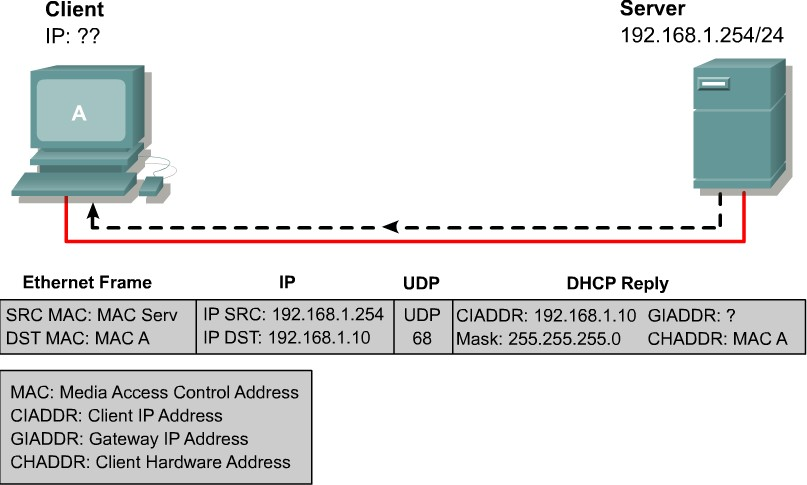 Client
IP: ??
Server
192.168.1.254/24
A
Ethernet Frame IP UDP DHCP Reply
SRC MAC: MAC Serv IP SRC: 192.168.1.254 UDP CIADDR: 192.168.1.10 GIADDR: ?
DST MAC: MAC A IP DST: 192.168.1.10 68 Mask: 255.255.255.0 CHADDR: MAC A
MAC: Media Access Control Address
CIADDR: Client IP Address
GIADDR: Gateway IP Address
CHADDR: Client Hardware Address